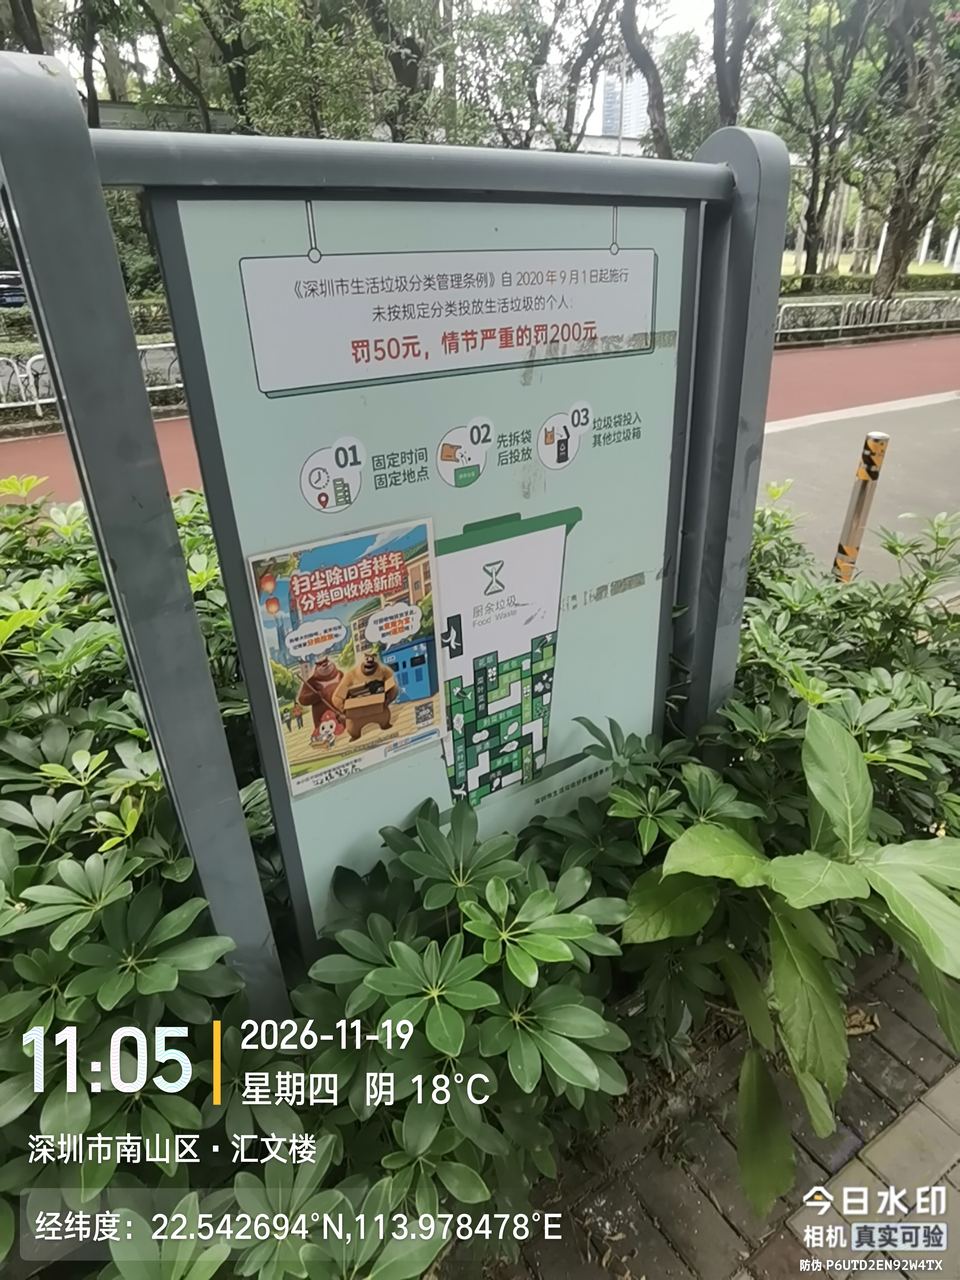 《深圳市生活垃圾分类管理条例》自2020年9月1日起施行
未按规定分类投放生活垃圾的个人：
罚50元，情节严重的罚200元
01
固定时间
固定地点
02
先拆袋
后投放
03
垃圾袋投入
其他垃圾箱
扫尘除旧吉祥年
分类回收焕新颜
厨余垃圾
Food Waste
11:05
2026-11-19
星期四 阴 18°C
深圳市南山区·汇文楼
经纬度：22.542694°N,113.978478°E
今日水印
相机 真实可验
防伪 P6UTD2EN92W4TX